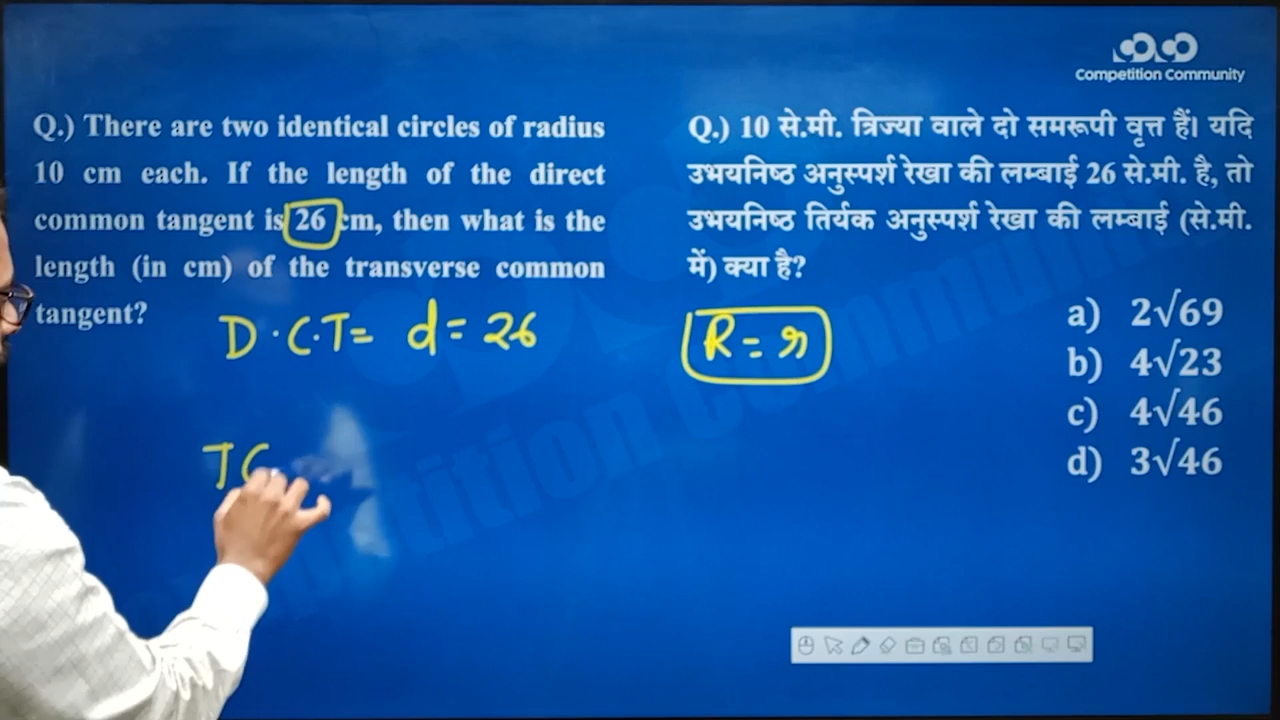 Competition Community
Q.) There are two identical circles of radius
10 cm each. If the length of the direct
common tangent is 26 cm, then what is the
length (in cm) of the transverse common
tangent?
D.C.T= d=26
TC
Q.) 10 से.मी. त्रिज्या वाले दो समरूपी वृत्त हैं। यदि
उभयनिष्ठ अनुस्पर्श रेखा की लम्बाई 26 से.मी. है, तो
उभयनिष्ठ तिर्यक अनुस्पर्श रेखा की लम्बाई (से.मी.
में) क्या है?
R = r
a) 2√69
b) 4√23
c) 4√46
d) 3√46